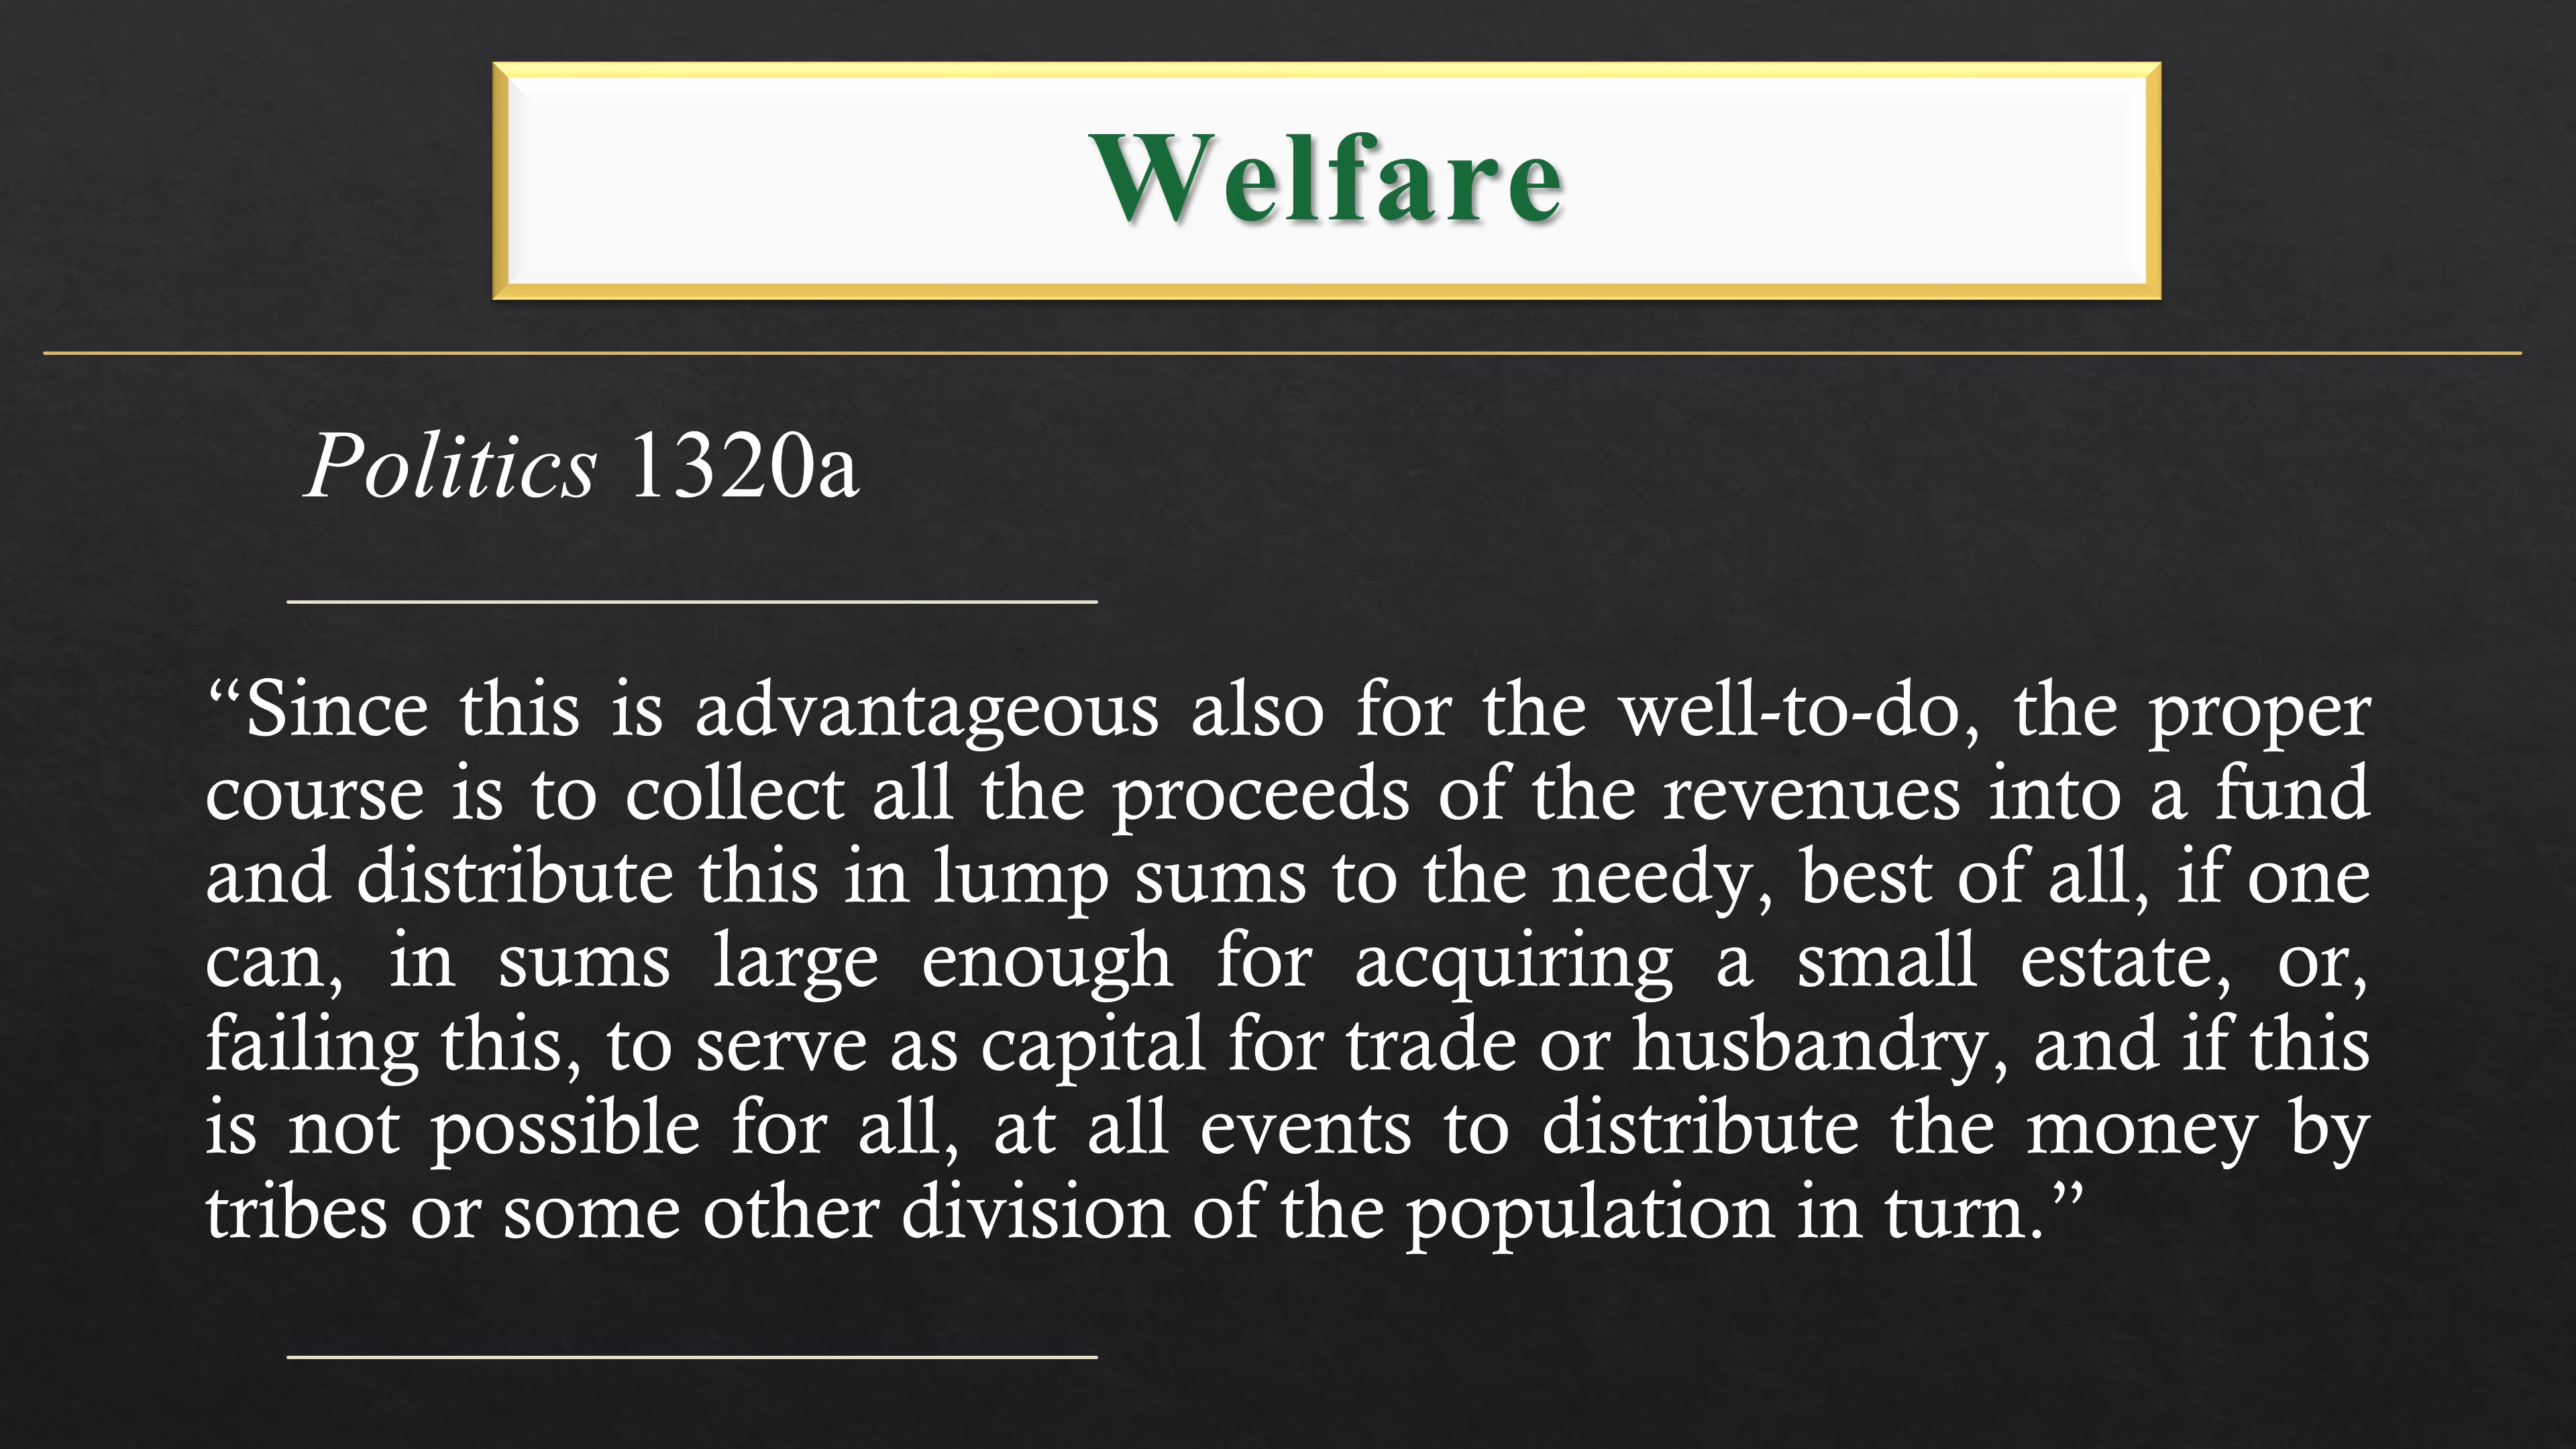 Welfare
Politics 1320a
“Since this is advantageous also for the well-to-do, the proper
course is to collect all the proceeds of the revenues into a fund
and distribute this in lump sums to the needy, best of all, if one
can, in sums large enough for acquiring a small estate, or,
failing this, to serve as capital for trade or husbandry, and if this
is not possible for all, at all events to distribute the money by
tribes or some other division of the population in turn.”